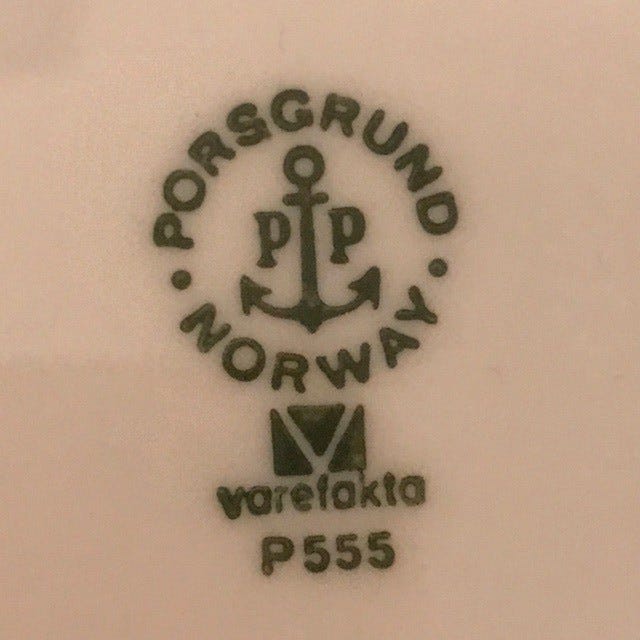 PORSGRUND
P P
NORWAY
varefakta
P555